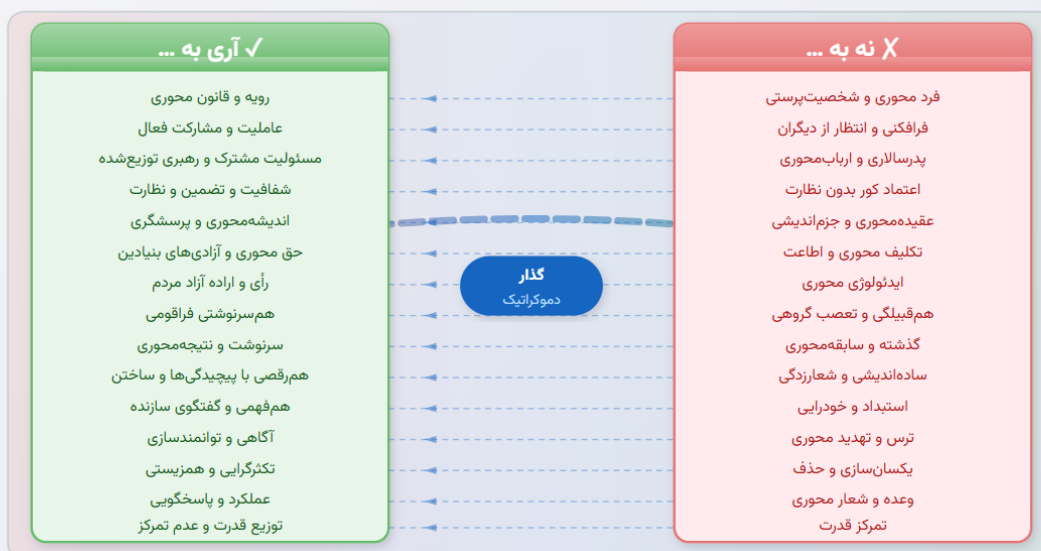 ✗ نه به ...
فرد محوری و شخصیت‌پرستی
فرافکنی و انتظار از دیگران
پدرسالاری و ارباب‌محوری
اعتماد کور بدون نظارت
عقیده‌محوری و جزم‌اندیشی
تکلیف محوری و اطاعت
ایدئولوژی محوری
هم‌قبیلگی و تعصب گروهی
گذشته و سابقه‌محوری
ساده‌اندیشی و شعارزدگی
استبداد و خودرایی
ترس و تهدید محوری
یکسان‌سازی و حذف
وعده و شعار محوری
تمرکز قدرت
گذار
دموکراتیک
✓ آری به ...
رویه و قانون محوری
عاملیت و مشارکت فعال
مسئولیت مشترک و رهبری توزیع‌شده
شفافیت و تضمین و نظارت
اندیشه‌محوری و پرسشگری
حق محوری و آزادی‌های بنیادین
رأی و اراده آزاد مردم
هم‌سرنوشتی فراقومی
سرنوشت و نتیجه‌محوری
هم‌رقصی با پیچیدگی‌ها و ساختن
هم‌فهمی و گفتگوی سازنده
آگاهی و توانمندسازی
تکثرگرایی و همزیستی
عملکرد و پاسخگویی
توزیع قدرت و عدم تمرکز